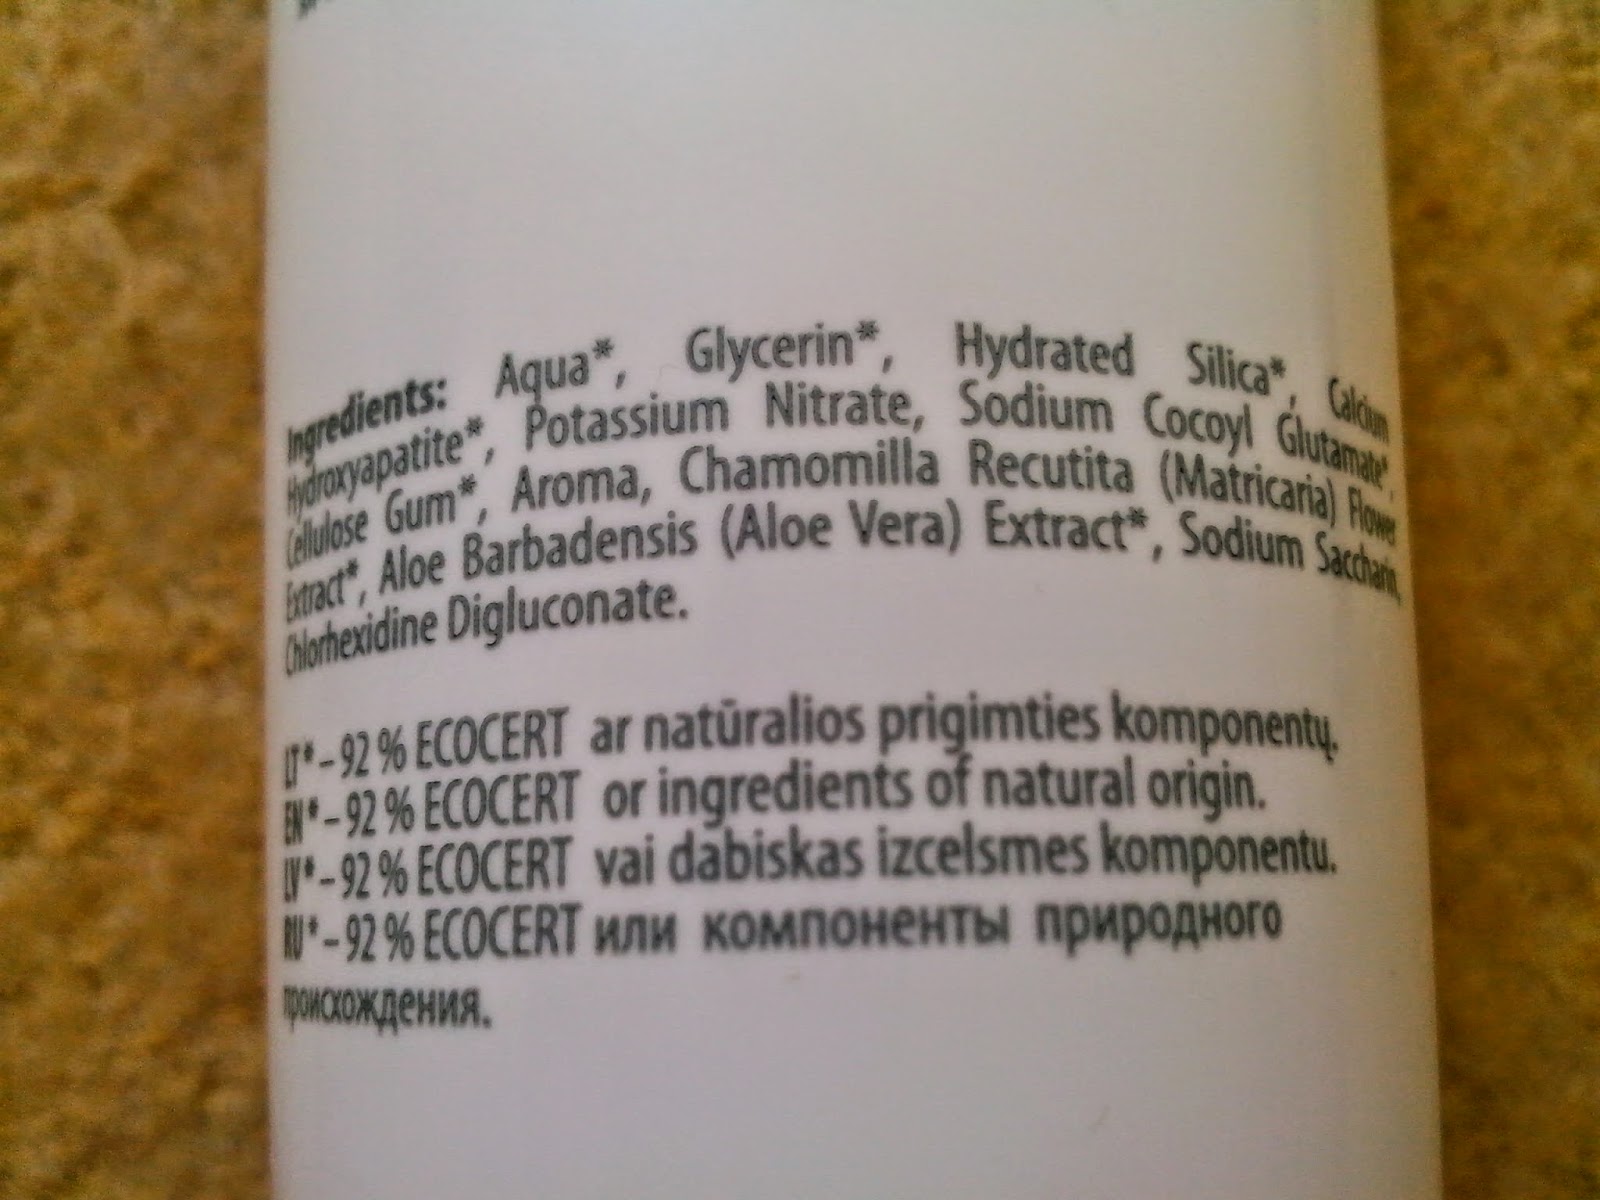 Ingredients: Aqua*, Glycerin*, Hydrated Silica*, Calcium
Hydroxyapatite*, Potassium Nitrate, Sodium Cocoyl Glutamate*,
Cellulose Gum*, Aroma, Chamomilla Recutita (Matricaria) Flower
Extract*, Aloe Barbadensis (Aloe Vera) Extract*, Sodium Saccharin,
Chlorhexidine Digluconate.
LT* – 92 % ECOCERT ar natūralios prigimties komponentų.
EN* – 92 % ECOCERT or ingredients of natural origin.
LV* – 92 % ECOCERT vai dabiskas izcelsmes komponentu.
RU* – 92 % ECOCERT или компоненты природного
происхождения.